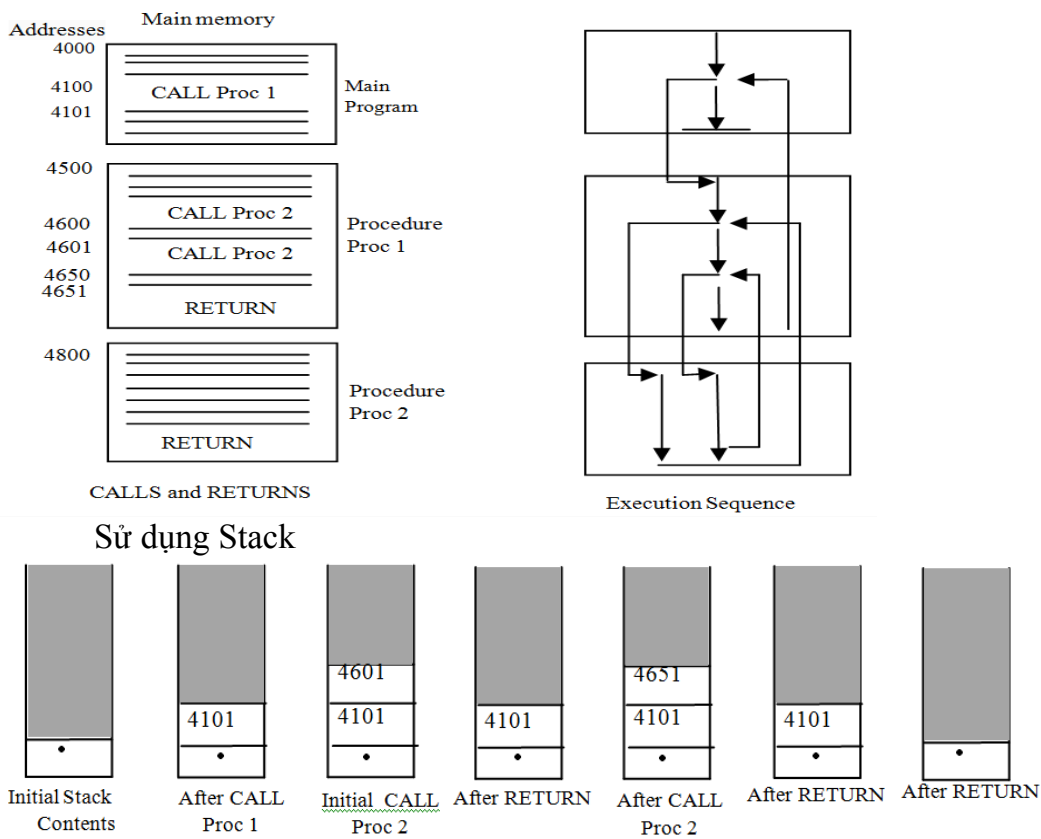 Main memory
Addresses
4000
4100
CALL Proc 1
4101
Main
Program
4500
CALL Proc 2
4600
4601
CALL Proc 2
4650
4651
RETURN
Procedure
Proc 1
4800
RETURN
Procedure
Proc 2
CALLS and RETURNS
Execution Sequence
Sử dụng Stack
4101
4601
4101
4101
4651
4101
4101
Initial Stack
Contents
After CALL
Proc 1
Initial CALL
Proc 2
After RETURN
After CALL
Proc 2
After RETURN
After RETURN